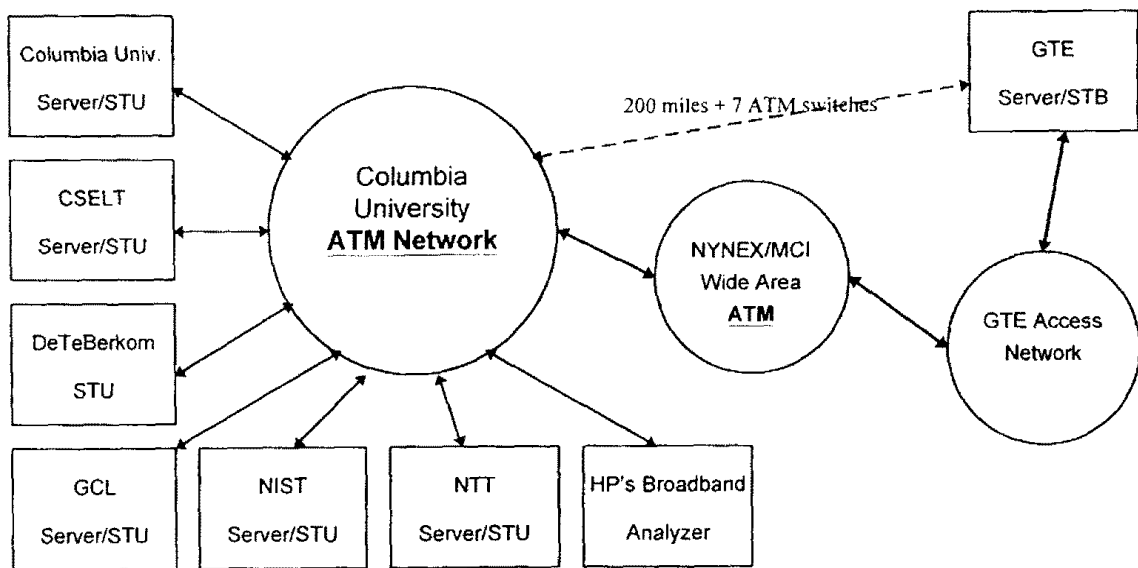 Columbia Univ.
Server/STU
GTE
Server/STB
200 miles + 7 ATM switches
CSELT
Server/STU
Columbia
University
ATM Network
NYNEX/MCI
Wide Area
ATM
GTE Access
Network
DeTeBerkom
STU
GCL
Server/STU
NIST
Server/STU
NTT
Server/STU
HP's Broadband
Analyzer